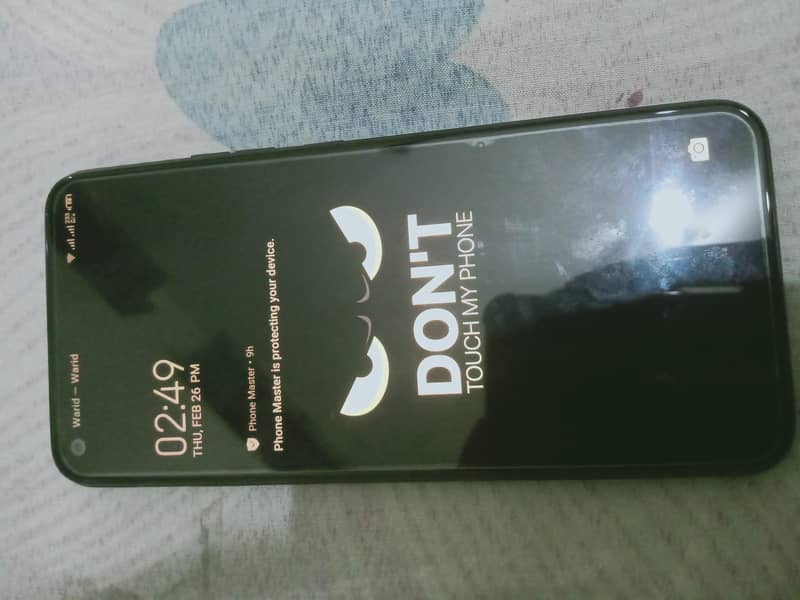 Warid — Warid
02:49
THU, FEB 26 PM
Phone Master • 9h
Phone Master is protecting your device.
DON'T
TOUCH MY PHONE